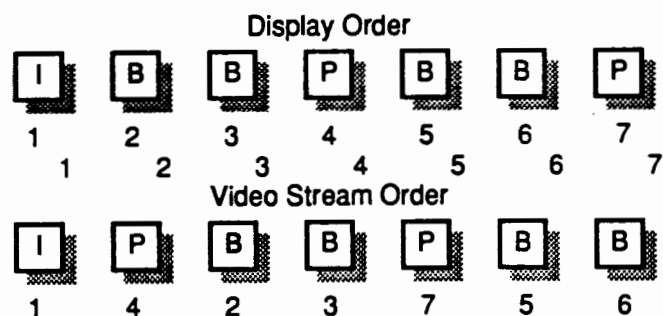 Display Order
I B B P B B P
1 2 3 4 5 6 7
1 2 3 4 5 6 7
Video Stream Order
I P B B P B B
1 4 2 3 7 5 6